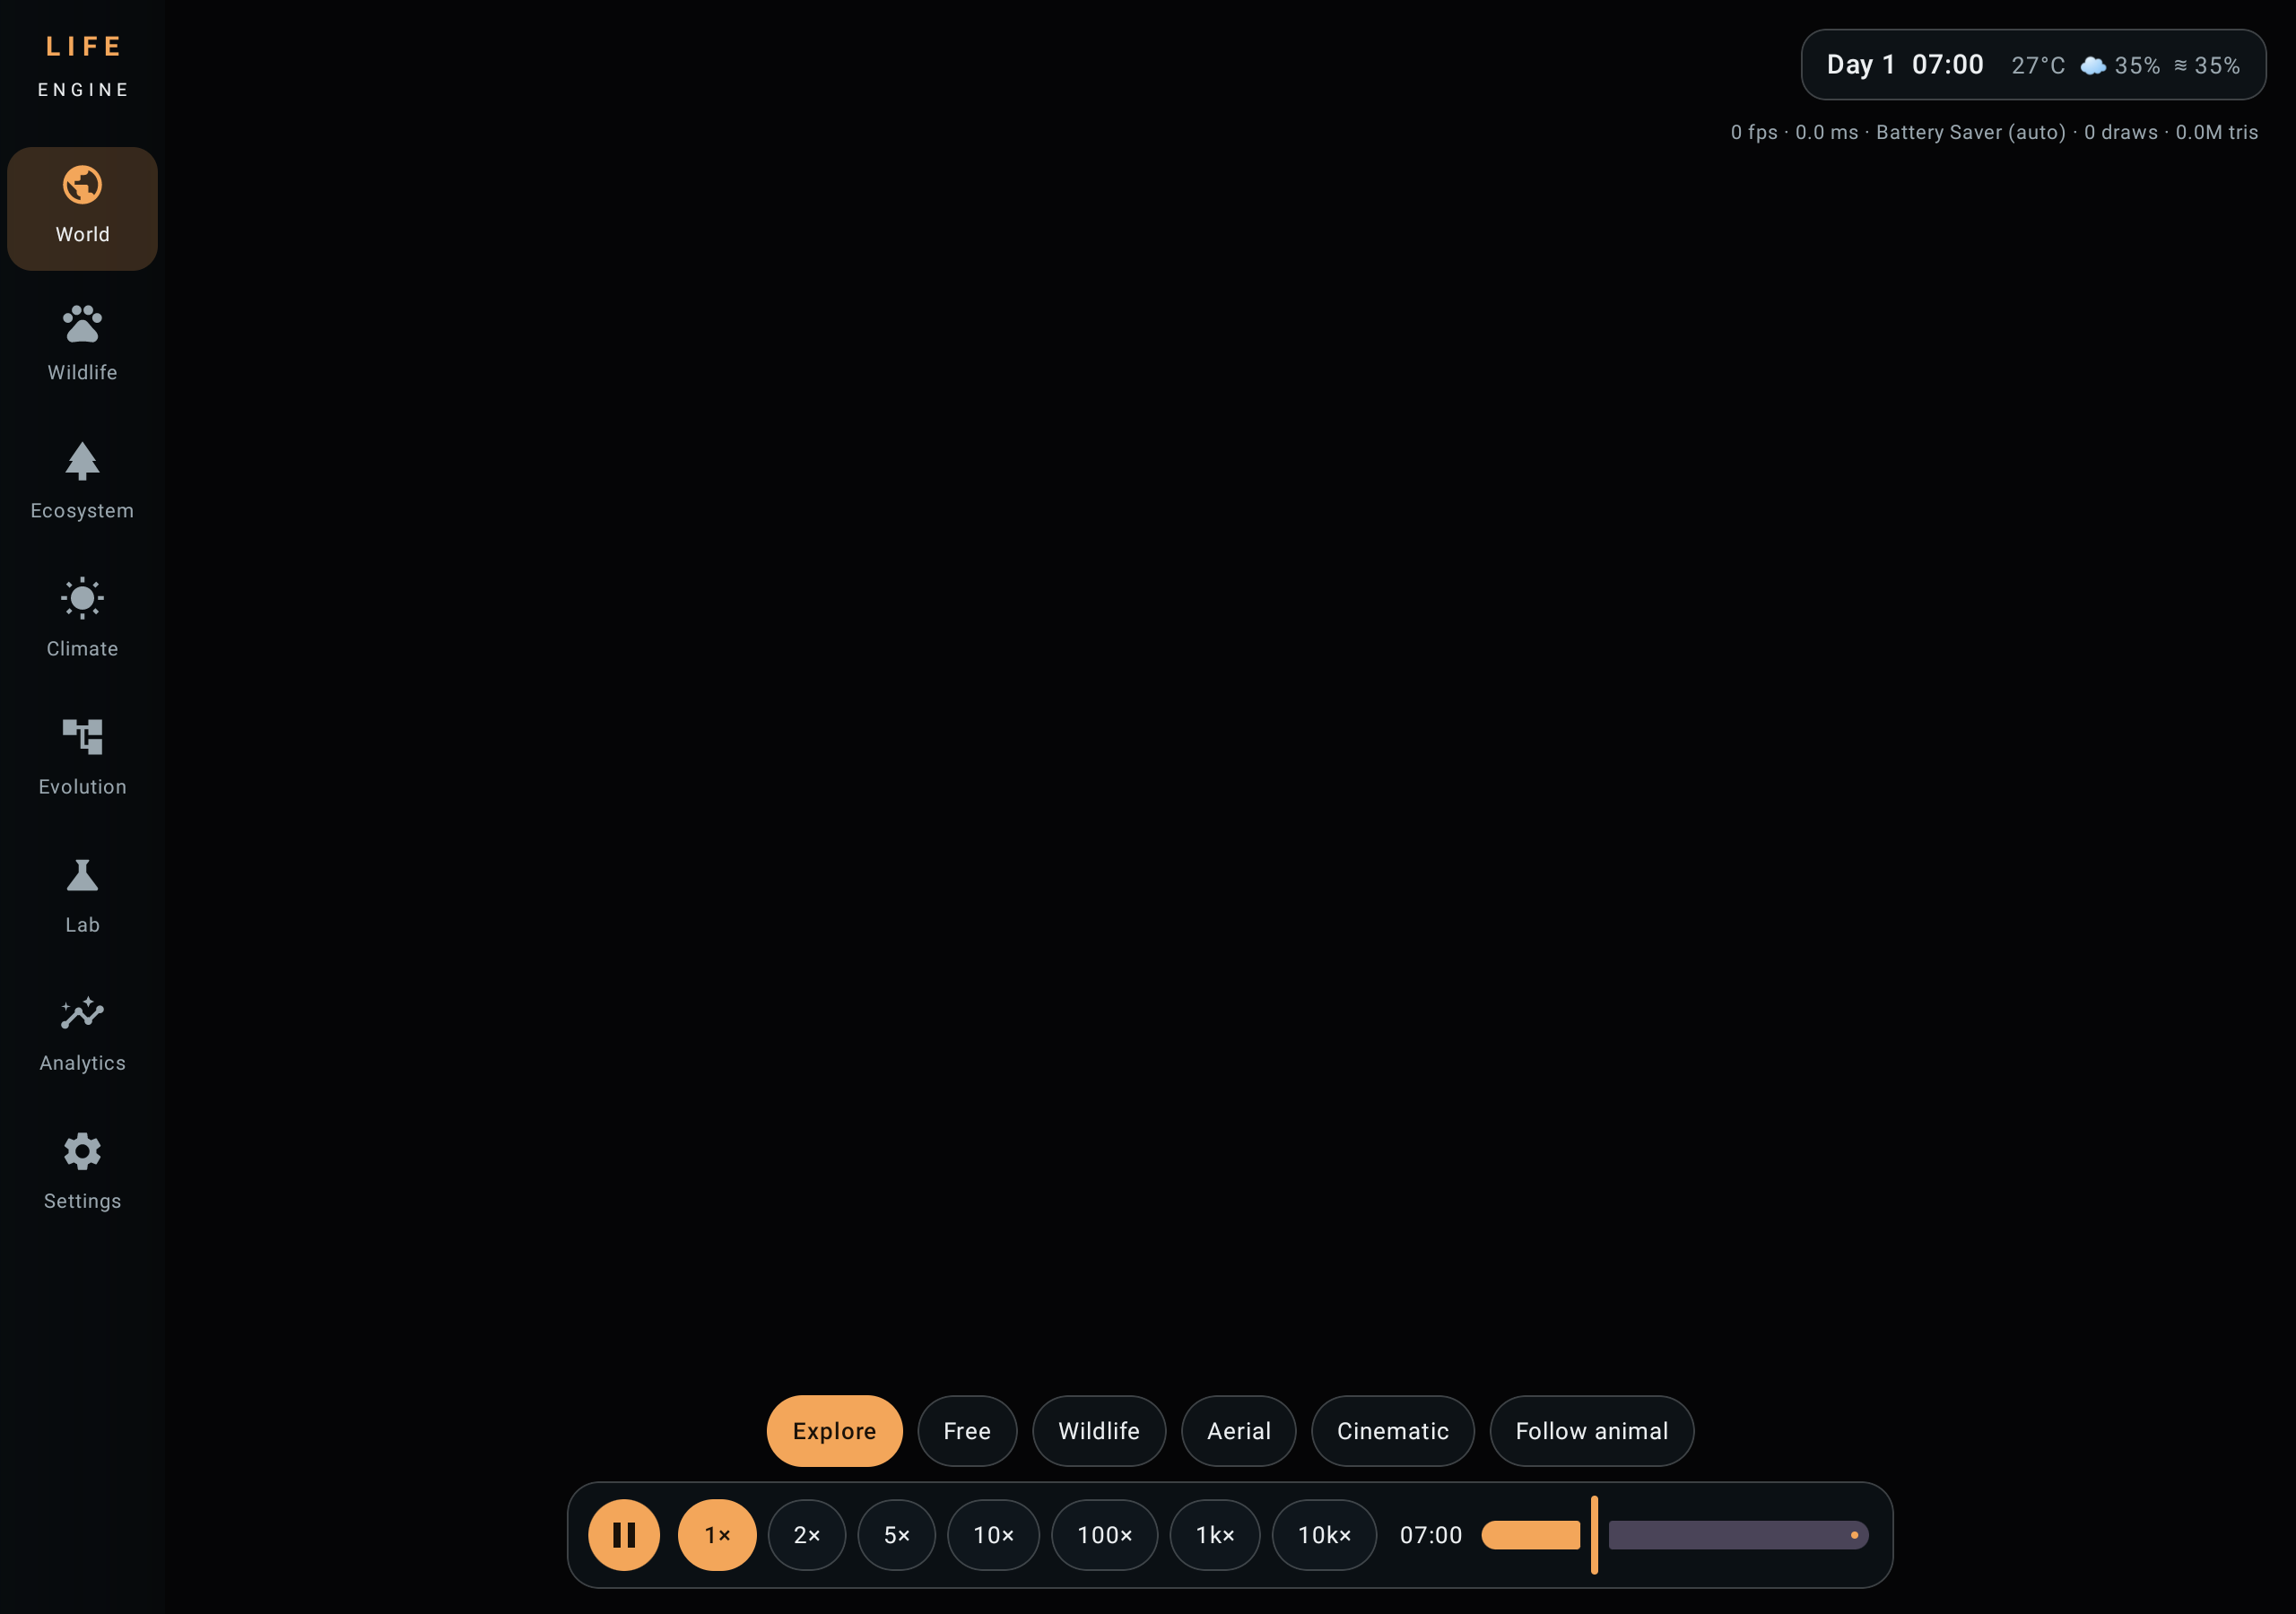 LIFE
ENGINE
World
Wildlife
Ecosystem
Climate
Evolution
Lab
Analytics
Settings
Day 1 07:00 27°C ☁️ 35% ≋ 35%
0 fps · 0.0 ms · Battery Saver (auto) · 0 draws · 0.0M tris
Explore Free Wildlife Aerial Cinematic Follow animal
1× 2× 5× 10× 100× 1k× 10k× 07:00